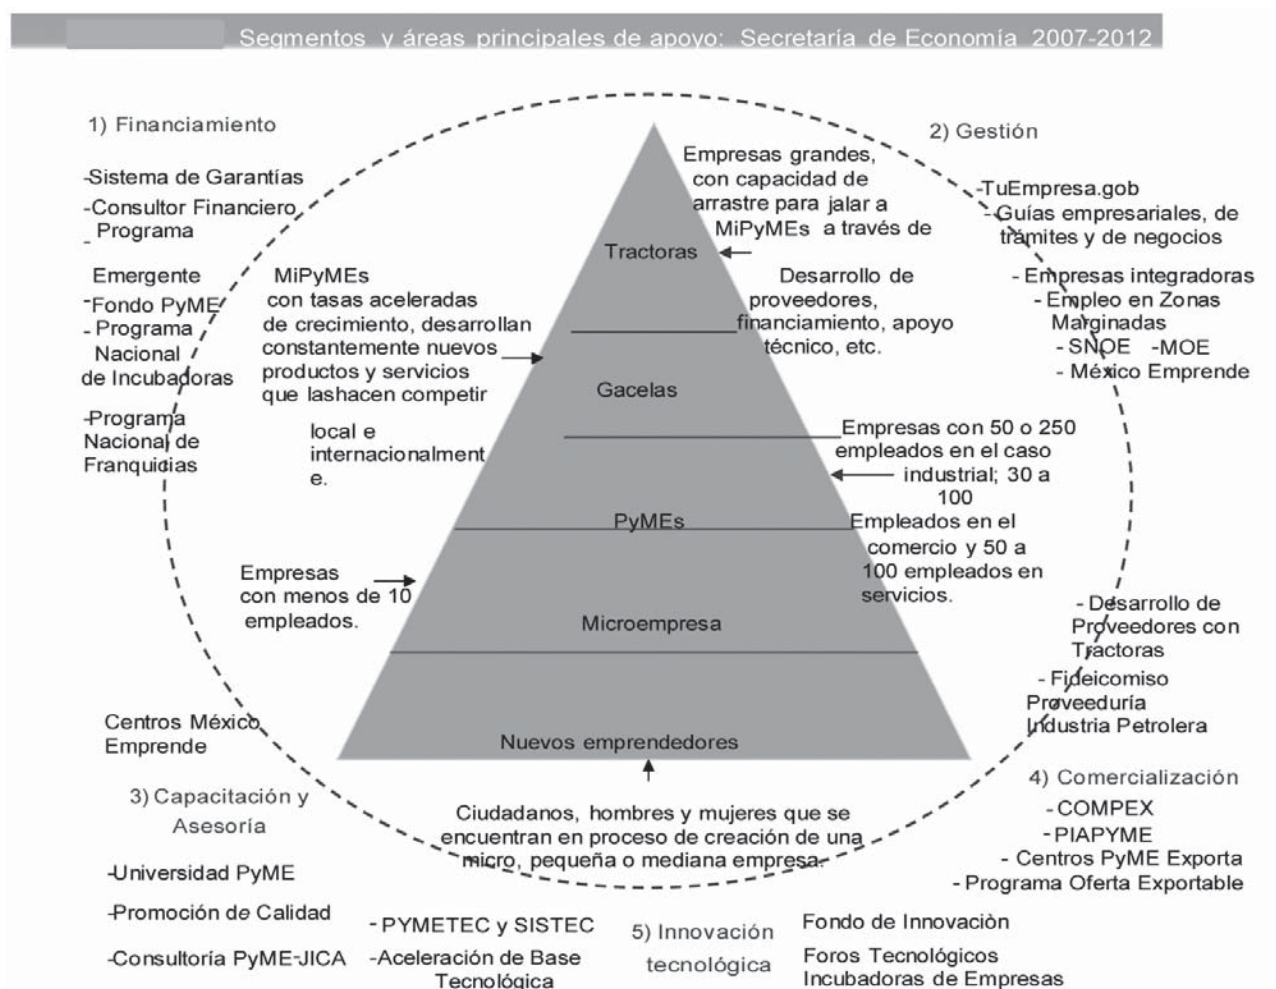 Segmentos y áreas principales de apoyo: Secretaría de Economía 2007-2012
1) Financiamiento
-Sistema de Garantías
-Consultor Financiero
- Programa
Emergente
-Fondo PyME
- Programa
Nacional
de Incubadoras
-Programa
Nacional de
Franquicias
MiPyMEs
con tasas aceleradas
de crecimiento, desarrollan
constantemente nuevos
productos y servicios
que lashacen competir
local e
internacionalment
e.
Empresas
con menos de 10
empleados.
Tractoras
Gacelas
PyMEs
Microempresa
Nuevos emprendedores
Empresas grandes,
con capacidad de
arrastre para jalar a
MiPyMEs a través de
Desarrollo de
proveedores,
financiamiento, apoyo
técnico, etc.
Empresas con 50 o 250
empleados en el caso
industrial; 30 a
100
Empleados en el
comercio y 50 a
100 empleados en
servicios.
2) Gestión
-TuEmpresa.gob
- Guías empresariales, de
trámites y de negocios
- Empresas integradoras
- Empleo en Zonas
Marginadas
- SNOE -MOE
- México Emprende
- Desarrollo de
Proveedores con
Tractoras
- Fideicomiso
Proveeduría
Industria Petrolera
4) Comercialización
- COMPEX
- PIAPYME
- Centros PyME Exporta
- Programa Oferta Exportable
Centros México
Emprende
3) Capacitación y
Asesoría
-Universidad PyME
-Promoción de Calidad
-Consultoría PyME-JICA
Ciudadanos, hombres y mujeres que se
encuentran en proceso de creación de una
micro, pequeña o mediana empresa.
- PYMETEC y SISTEC
-Aceleración de Base
Tecnológica
5) Innovación
tecnológica
Fondo de Innovaciòn
Foros Tecnológicos
Incubadoras de Empresas